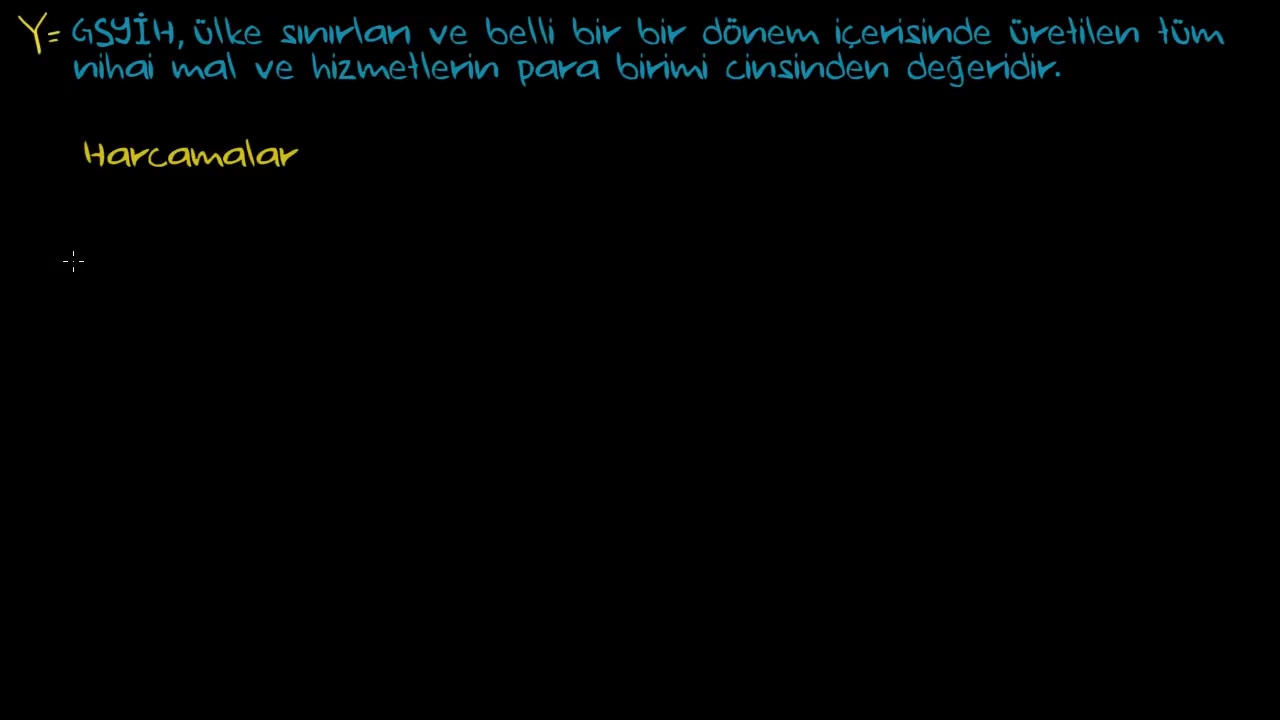 Y= GSYİH, ülke sınırları ve belli bir bir dönem içerisinde üretilen tüm
nihai mal ve hizmetlerin para birimi cinsinden değeridir.
Harcamalar